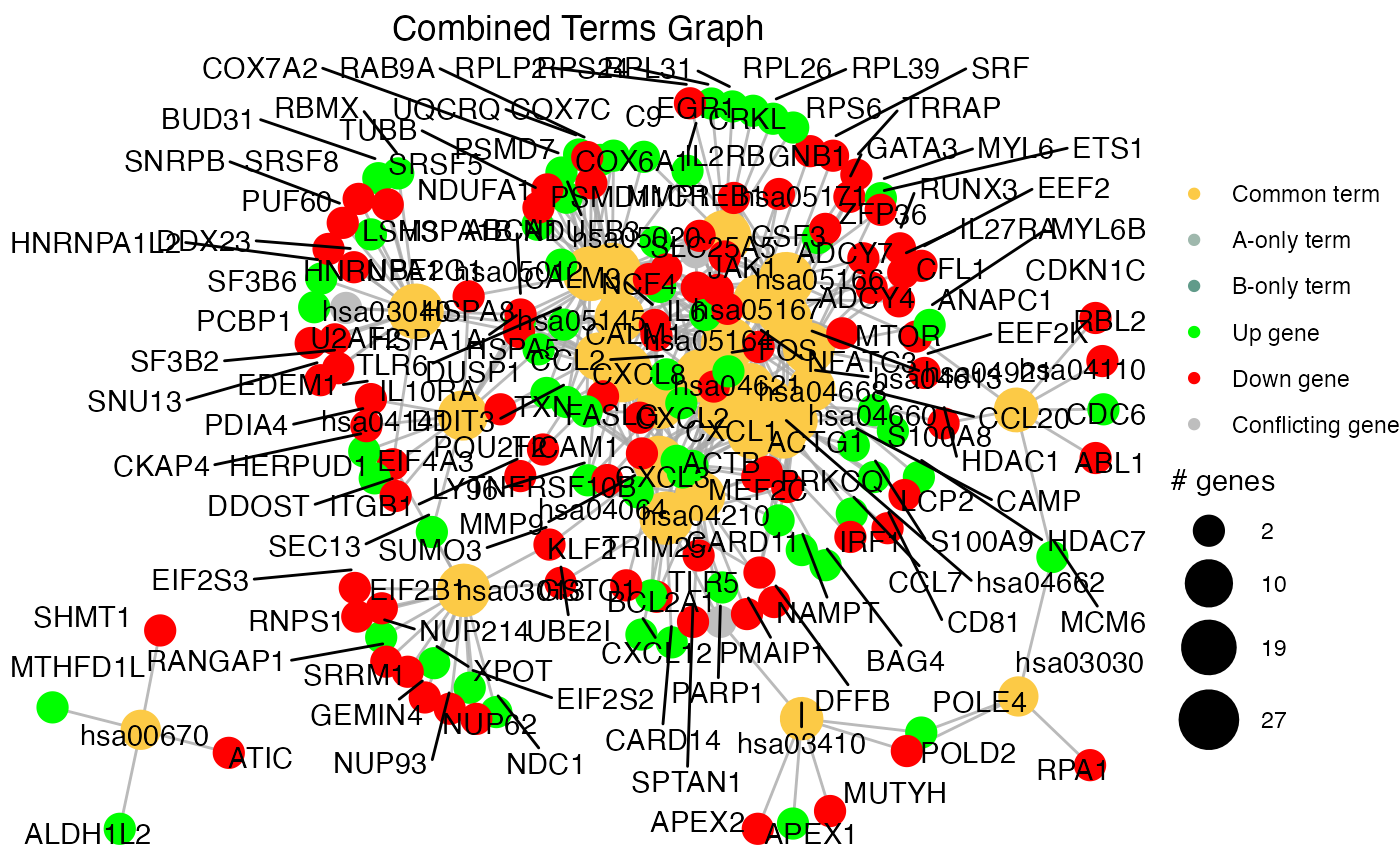 Combined Terms Graph
COX7A2 RAB9A RPLP2 RPS24 RPL31 RPL26 RPL39 SRF
RBMX UQCRQ COX7C C9 EGR1 CRKL RPS6 TRRAP
BUD31 TUBB
SNRPB SRSF8 SRSF5 PSMD7 COX6A1 IL2RB GNB1 GATA3 MYL6 ETS1
PUF60 NDUFA1 PSMD1 MMP1 CREB1 hsa05171 RUNX3 EEF2
HNRNPA1L2 DDX23 LSM3 HSPA1B ABCA1 NDUFB3 hsa05020 SEC25A5 CSF3 ZFP36 IL27RA MYL6B
SF3B6 HNRNPA1 UBE2G1 hsa05012 CALM3 NCF4 JAK1 hsa05166 ADCY7 CFL1 CDKN1C
PCBP1 hsa03040 HSPA8 hsa05145 IL6 hsa05167 ADCY4 ANAPC1 RBL2
SF3B2 U2AF2 HSPA1A HSPA5 CALM1 hsa05164 FOS MTOR EEF2K
SNU13 EDEM1 TLR6 DUSP1 CCL2 CXCL8 hsa04621 NFATC3 hsa04613 hsa04921 hsa04110
PDIA4 hsa04141 IL10RA DDIT3 TXN FASLG CXCL2 hsa04668 hsa04660 CCL20 CDC6
CKAP4 HERPUD1 EIF4A3 POU2F2 TICAM1 CXCL1 ACTG1 S100A8 HDAC1 ABL1
DDOST ITGB1 LY96 TNFRSF10B CXCL3 ACTB MEF2C PRKCQ LCP2 CAMP
SEC13 SUMO3 MMP9 hsa04064 hsa04210 CARD11 IRF1 S100A9 HDAC7
EIF2S3 EIF2B1 hsa03013 KLF2 TRIM25 GSTO1 TLR5 CCL7 hsa04662
SHMT1 RNPS1 NUP214 UBE2I BCL2A1 NAMPT CD81 MCM6
MTHFD1L RANGAP1 SRRM1 XPOT CXCL12 PMAIP1 BAG4 hsa03030
GEMIN4 NUP62 EIF2S2 PARP1 DFFB POLE4
hsa00670 ATIC NUP93 NDC1 CARD14 hsa03410 POLD2 RPA1
SPTAN1 MUTYH
ALDH1L2 APEX2 APEX1
Common term
A-only term
B-only term
Up gene
Down gene
Conflicting gene
# genes
2
10
19
27